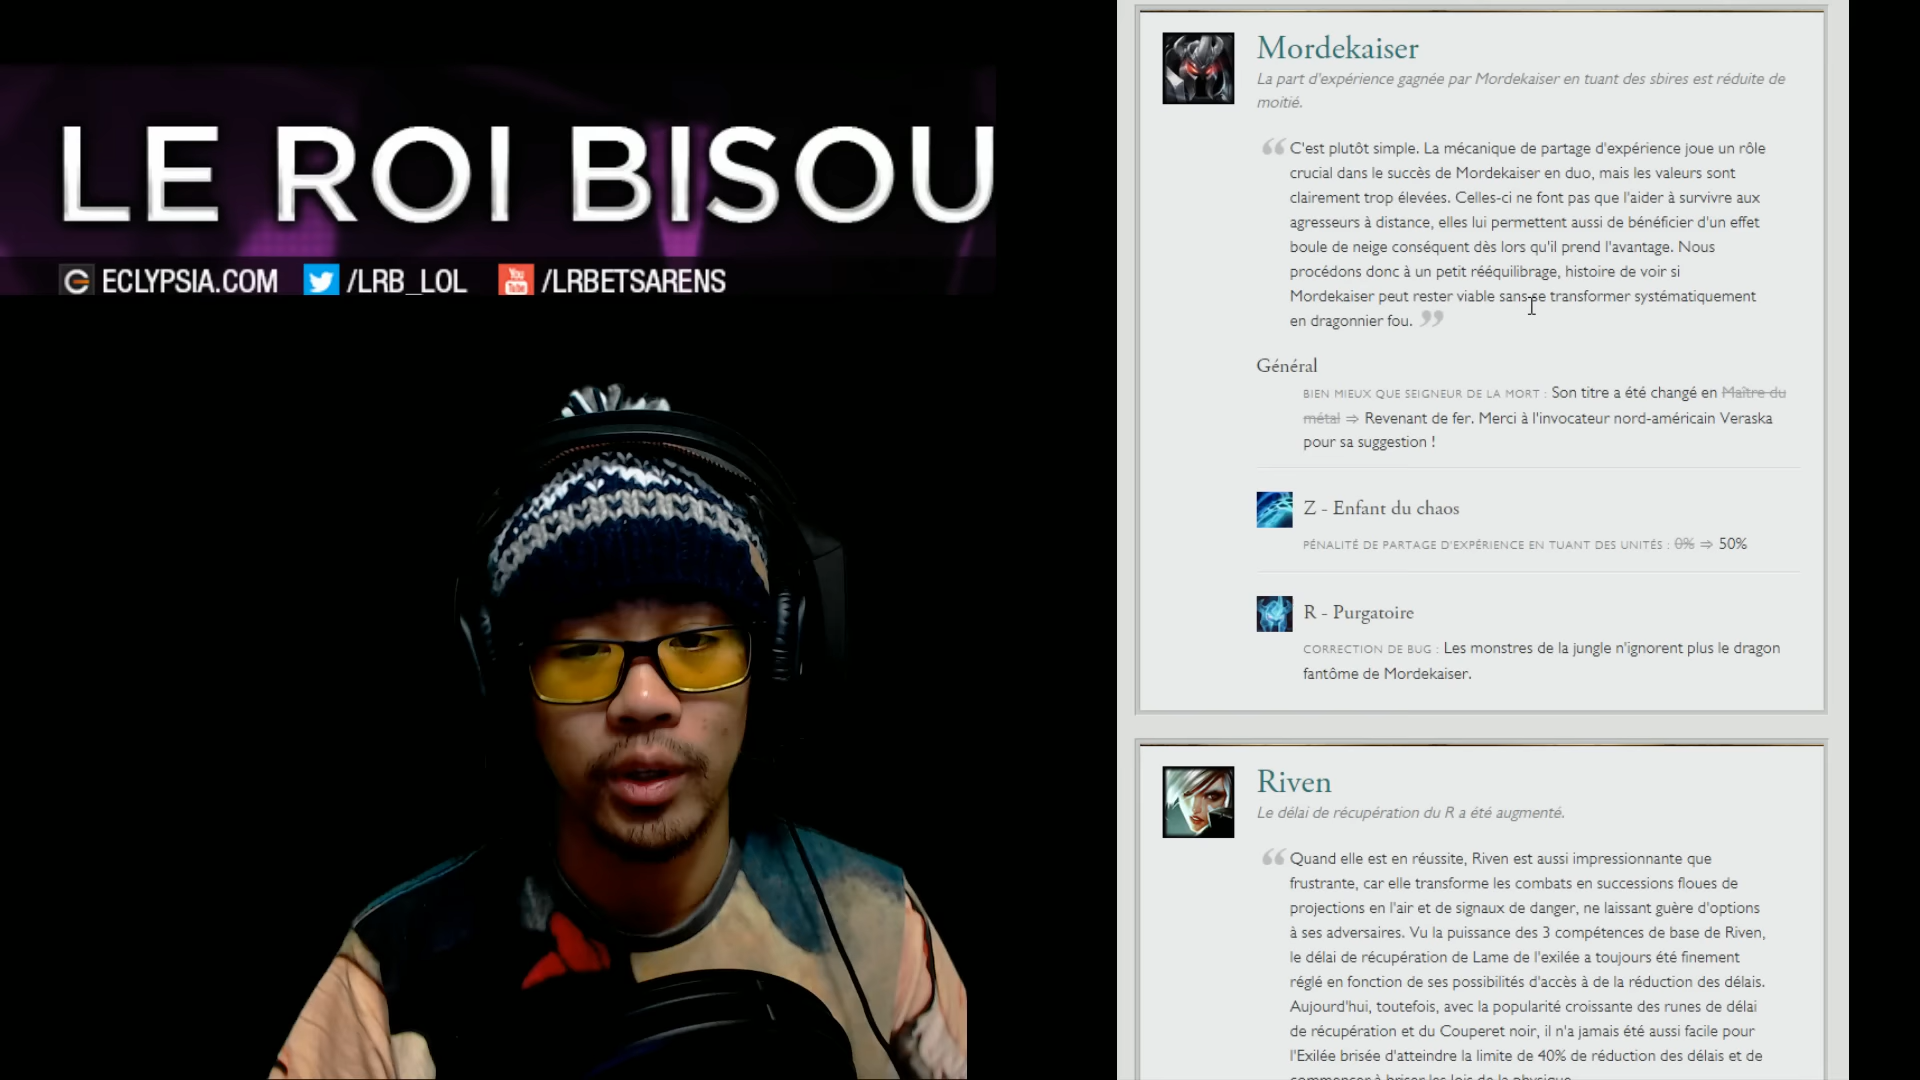 LE ROI BISOU
ECLYPSIA.COM /LRB_LOL You Tube /LRBETSARENS
Mordekaiser
La part d'expérience gagnée par Mordekaiser en tuant des sbires est réduite de
moitié.
“ C'est plutôt simple. La mécanique de partage d'expérience joue un rôle
crucial dans le succès de Mordekaiser en duo, mais les valeurs sont
clairement trop élevées. Celles-ci ne font pas que l'aider à survivre aux
agresseurs à distance, elles lui permettent aussi de bénéficier d'un effet
boule de neige conséquent dès lors qu'il prend l'avantage. Nous
procédons donc à un petit rééquilibrage, histoire de voir si
Mordekaiser peut rester viable sans se transformer systématiquement
en dragonnier fou. ”
Général
BIEN MIEUX QUE SEIGNEUR DE LA MORT : Son titre a été changé en Maître du
métal ⇒ Revenant de fer. Merci à l'invocateur nord-américain Veraska
pour sa suggestion !
Z - Enfant du chaos
PÉNALITÉ DE PARTAGE D'EXPÉRIENCE EN TUANT DES UNITÉS : 0% ⇒ 50%
R - Purgatoire
CORRECTION DE BUG : Les monstres de la jungle n'ignorent plus le dragon
fantôme de Mordekaiser.
Riven
Le délai de récupération du R a été augmenté.
“ Quand elle est en réussite, Riven est aussi impressionnante que
frustrante, car elle transforme les combats en successions floues de
projections en l'air et de signaux de danger, ne laissant guère d'options
à ses adversaires. Vu la puissance des 3 compétences de base de Riven,
le délai de récupération de Lame de l'exilée a toujours été finement
réglé en fonction de ses possibilités d'accès à de la réduction des délais.
Aujourd'hui, toutefois, avec la popularité croissante des runes de délai
de récupération et du Couperet noir, il n'a jamais été aussi facile pour
l'Exilée brisée d'atteindre la limite de 40% de réduction des délais et de
commencer à briser les lois de la physique.